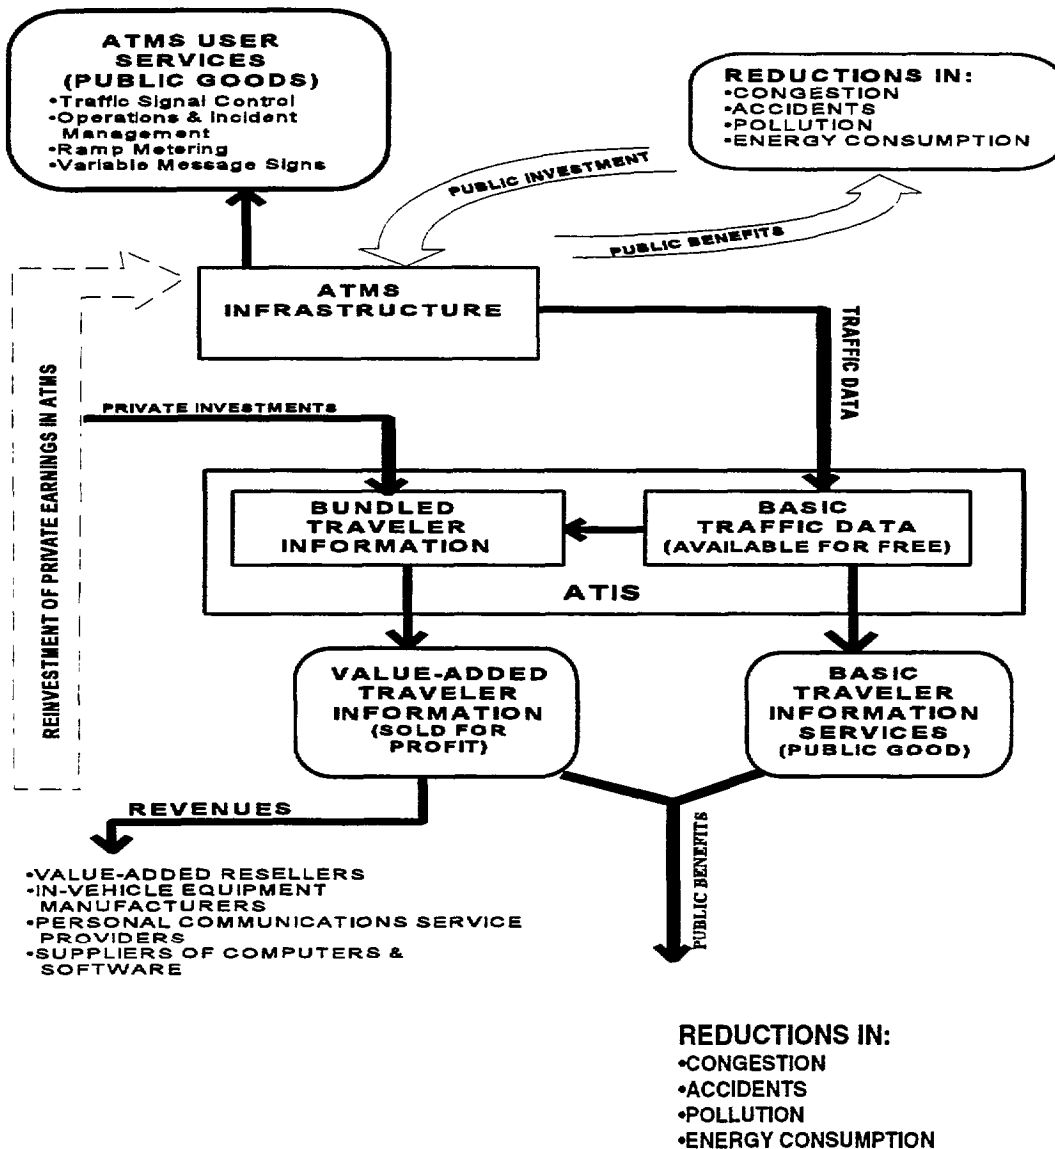 ATMS USER
SERVICES
(PUBLIC GOODS)
•Traffic Signal Control
•Operations & Incident
Management
•Ramp Metering
•Variable Message Signs
REDUCTIONS IN:
•CONGESTION
•ACCIDENTS
•POLLUTION
•ENERGY CONSUMPTION
PUBLIC INVESTMENT
PUBLIC BENEFITS
ATMS
INFRASTRUCTURE
TRAFFIC DATA
REINVESTMENT OF PRIVATE EARNINGS IN ATMS
PRIVATE INVESTMENTS
BUNDLED
TRAVELER
INFORMATION
BASIC
TRAFFIC DATA
(AVAILABLE FOR FREE)
ATIS
VALUE-ADDED
TRAVELER
INFORMATION
(SOLD FOR
PROFIT)
BASIC
TRAVELER
INFORMATION
SERVICES
(PUBLIC GOOD)
REVENUES
•VALUE-ADDED RESELLERS
•IN-VEHICLE EQUIPMENT
MANUFACTURERS
•PERSONAL COMMUNICATIONS SERVICE
PROVIDERS
•SUPPLIERS OF COMPUTERS &
SOFTWARE
PUBLIC BENEFITS
REDUCTIONS IN:
•CONGESTION
•ACCIDENTS
•POLLUTION
•ENERGY CONSUMPTION